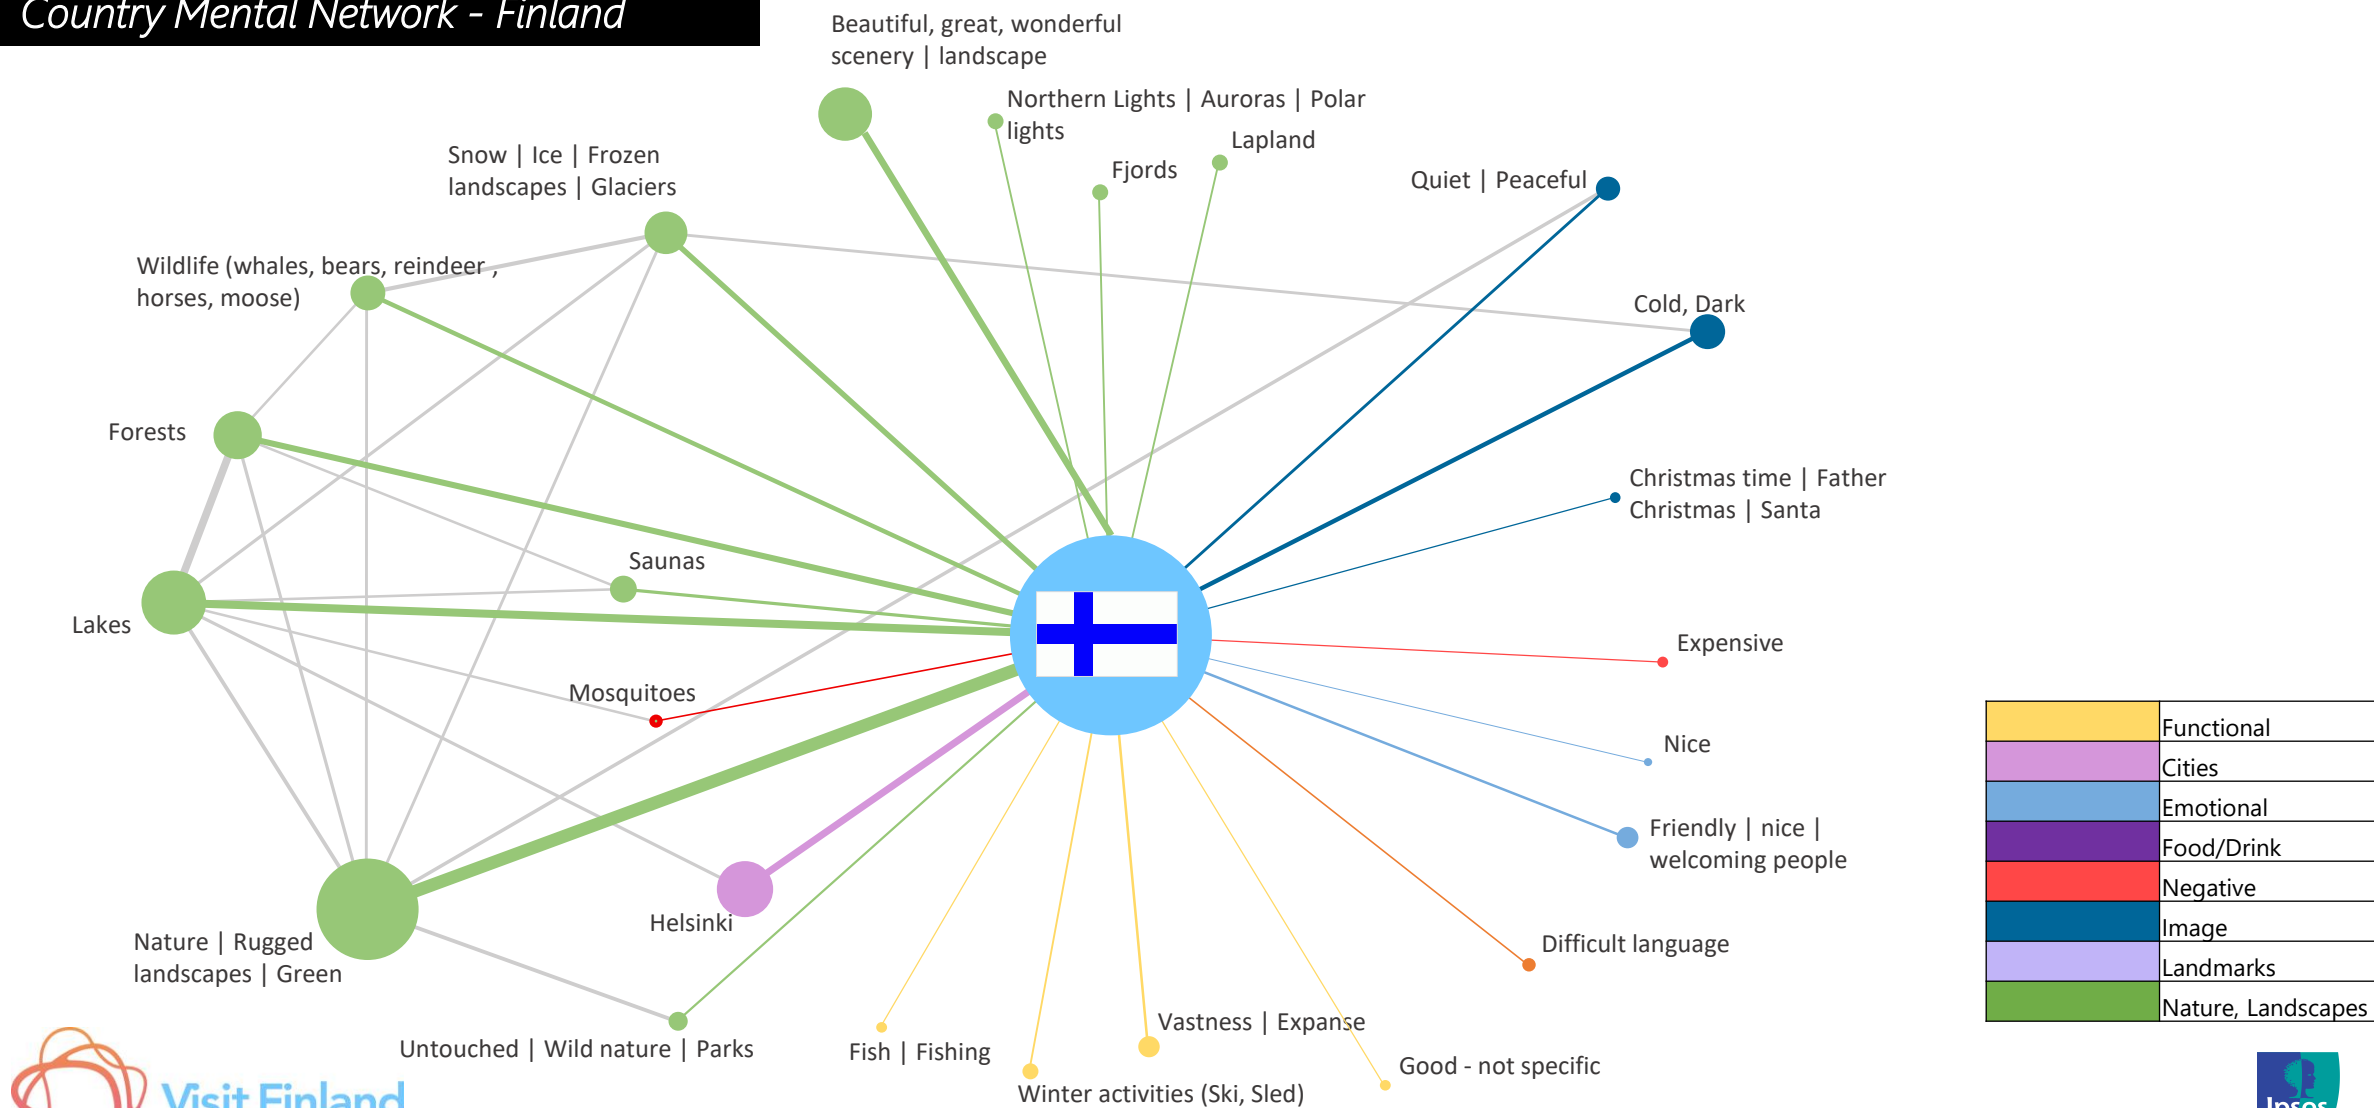 Country Mental Network - Finland
Beautiful, great, wonderful
scenery | landscape
Northern Lights | Auroras | Polar
lights
Lapland
Fjords
Snow | Ice | Frozen
landscapes | Glaciers
Quiet | Peaceful
Wildlife (whales, bears, reindeer ,
horses, moose)
Cold, Dark
Forests
Christmas time | Father
Christmas | Santa
Saunas
Lakes
Expensive
Mosquitoes
Nice
Friendly | nice |
welcoming people
Helsinki
Nature | Rugged
landscapes | Green
Difficult language
Untouched | Wild nature | Parks
Fish | Fishing
Vastness | Expanse
Winter activities (Ski, Sled)
Good - not specific
Functional
Cities
Emotional
Food/Drink
Negative
Image
Landmarks
Nature, Landscapes
Visit Finland
Ipsos